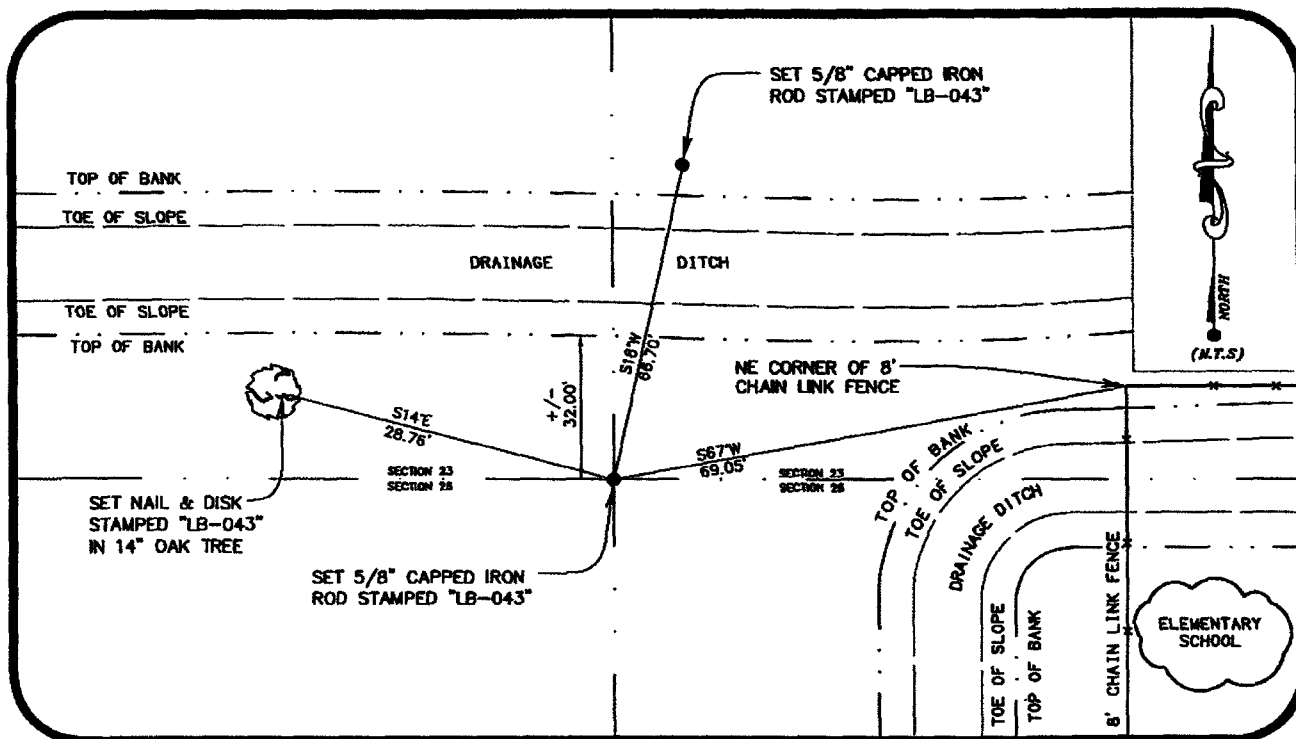 SET 5/8" CAPPED IRON
ROD STAMPED "LB-043"
TOP OF BANK
TOE OF SLOPE
DRAINAGE DITCH
TOE OF SLOPE
TOP OF BANK
NORTH
(N.T.S)
S16°W
66.70'
+/-
32.00'
NE CORNER OF 8'
CHAIN LINK FENCE
S14°E
28.76'
S67°W
69.05'
SECTION 23
SECTION 26
SECTION 23
SECTION 26
SET NAIL & DISK
STAMPED "LB-043"
IN 14" OAK TREE
SET 5/8" CAPPED IRON
ROD STAMPED "LB-043"
TOP OF BANK
TOE OF SLOPE
DRAINAGE DITCH
TOE OF SLOPE
TOP OF BANK
8' CHAIN LINK FENCE
ELEMENTARY
SCHOOL